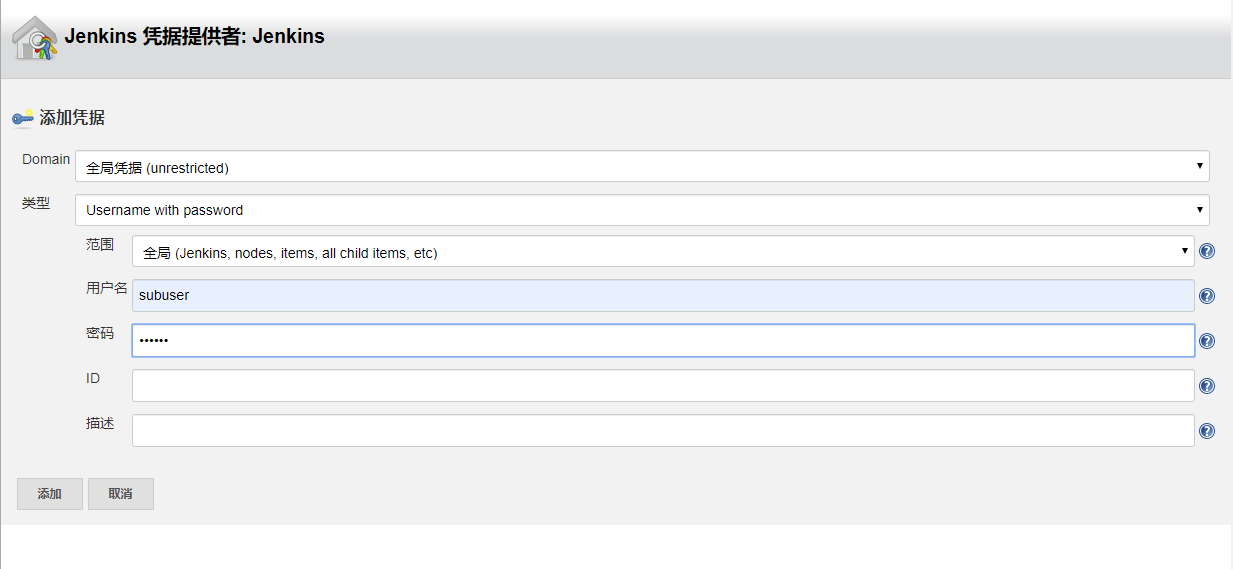 Jenkins 凭据提供者: Jenkins
添加凭据
Domain 全局凭据 (unrestricted)
类型 Username with password
范围 全局 (Jenkins, nodes, items, all child items, etc)
用户名 subuser
密码 ••••••
ID
描述
添加 取消